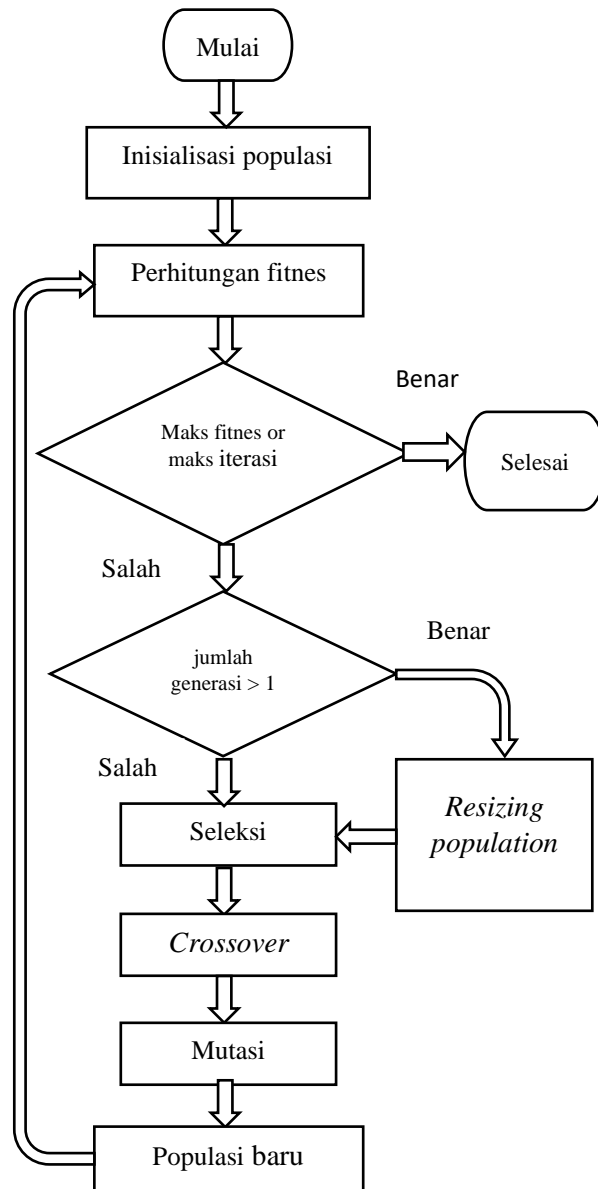 Mulai
Inisialisasi populasi
Perhitungan fitnes
Benar
Maks fitnes or
maks iterasi
Selesai
Salah
Benar
jumlah
generasi > 1
Salah
Resizing
population
Seleksi
Crossover
Mutasi
Populasi baru